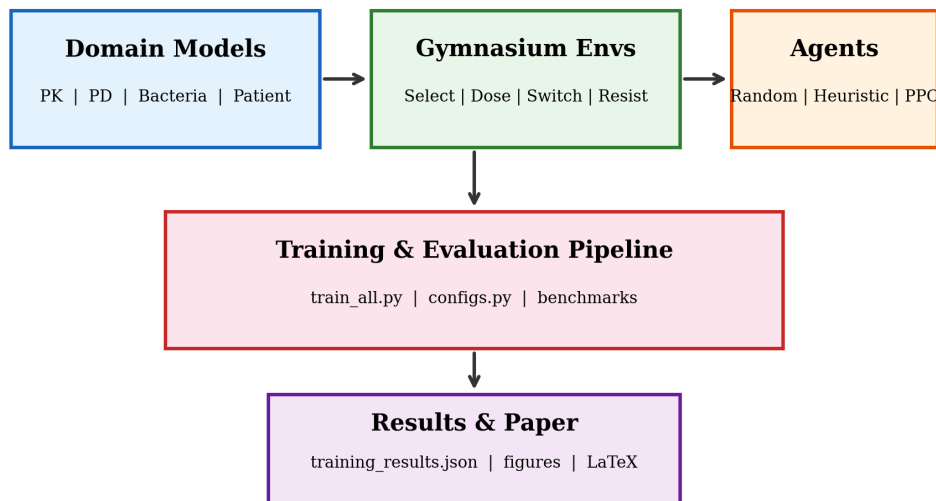 Domain Models
PK | PD | Bacteria | Patient
Gymnasium Envs
Select | Dose | Switch | Resist
Agents
Random | Heuristic | PPO
Training & Evaluation Pipeline
train_all.py | configs.py | benchmarks
Results & Paper
training_results.json | figures | LaTeX